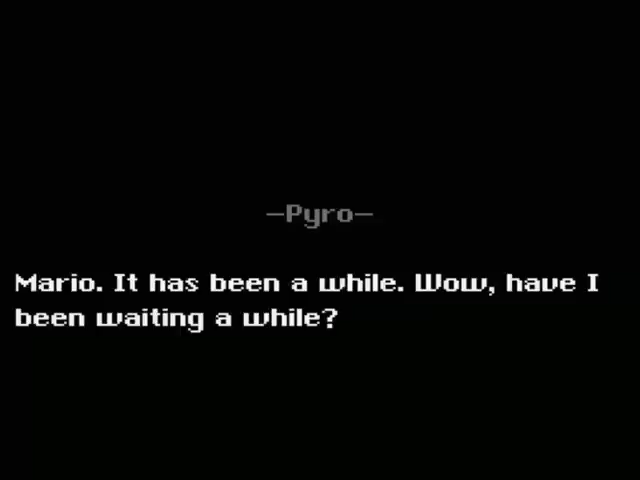 —Pyro—
Mario. It has been a while. Wow, have I
been waiting a while?